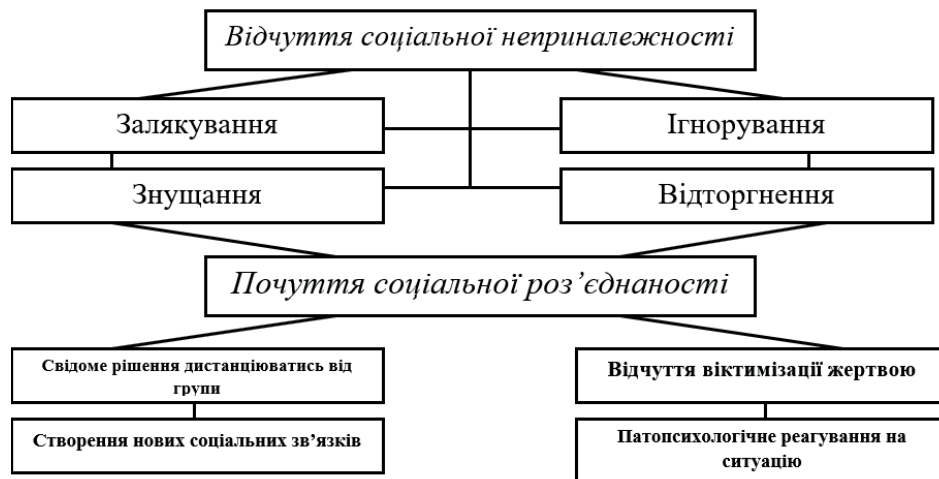 Відчуття соціальної неприналежності
Залякування
Ігнорування
Знущання
Відторгнення
Почуття соціальної роз’єднаності
Свідоме рішення дистанціюватись від
групи
Відчуття віктимізації жертвою
Створення нових соціальних зв’язків
Патопсихологічне реагування на
ситуацію